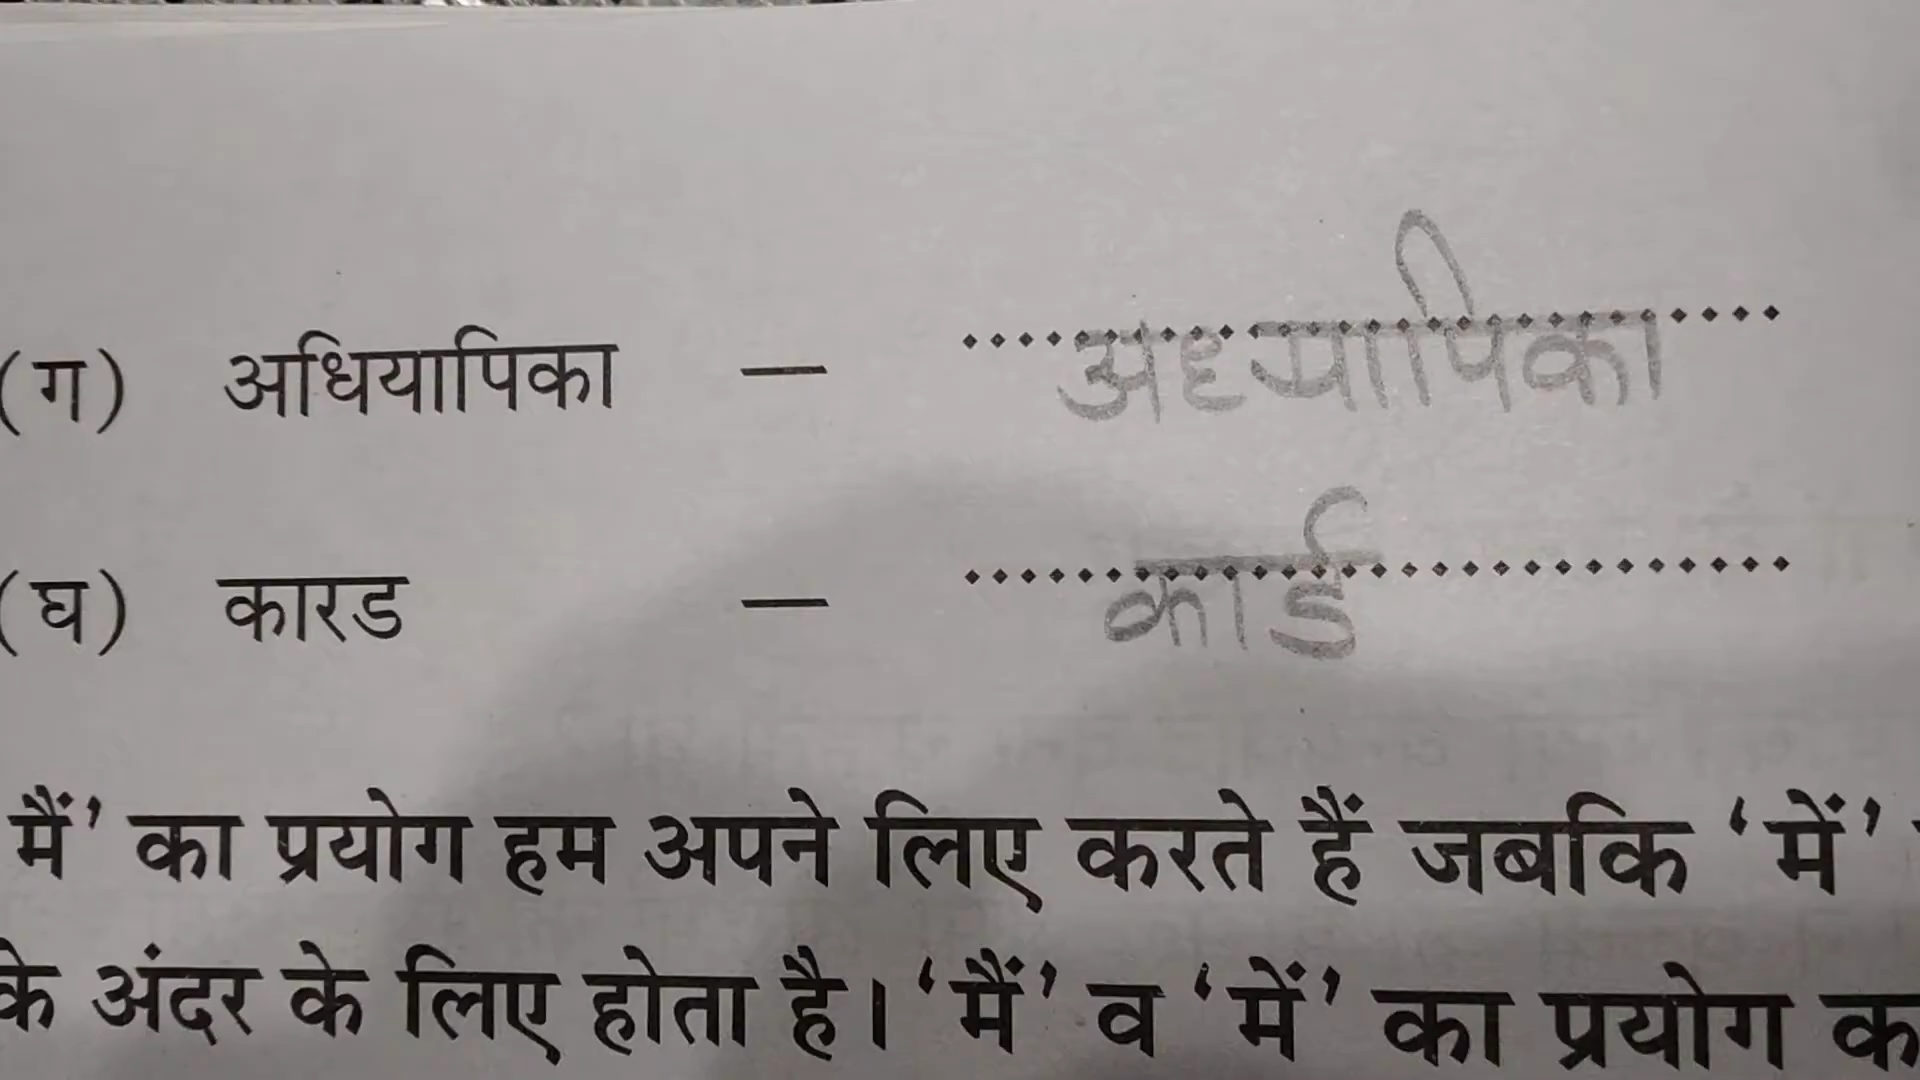 (ग) अधियापिका — अध्यापिका
(घ) कारड — कार्ड
मैं’ का प्रयोग हम अपने लिए करते हैं जबकि ‘में’
के अंदर के लिए होता है। ‘मैं’ व ‘में’ का प्रयोग क